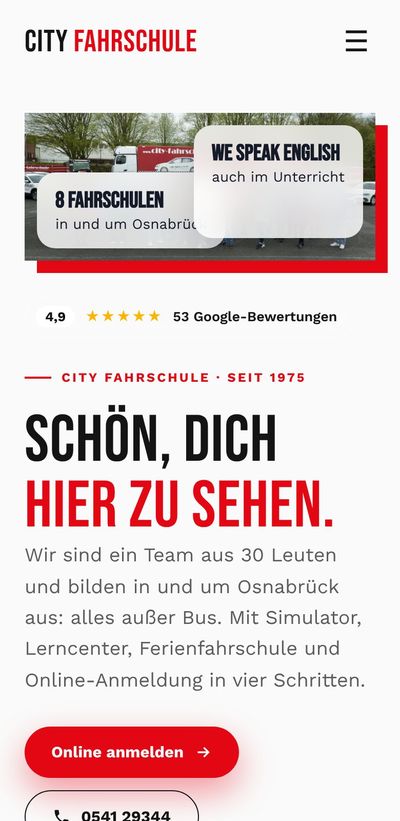 CITY FAHRSCHULE
☰
WE SPEAK ENGLISH
auch im Unterricht
8 FAHRSCHULEN
in und um Osnabrüc
4,9 ★★★★★ 53 Google-Bewertungen
CITY FAHRSCHULE · SEIT 1975
SCHÖN, DICH
HIER ZU SEHEN.
Wir sind ein Team aus 30 Leuten
und bilden in und um Osnabrück
aus: alles außer Bus. Mit Simulator,
Lerncenter, Ferienfahrschule und
Online-Anmeldung in vier Schritten.
Online anmelden →
0541 29344